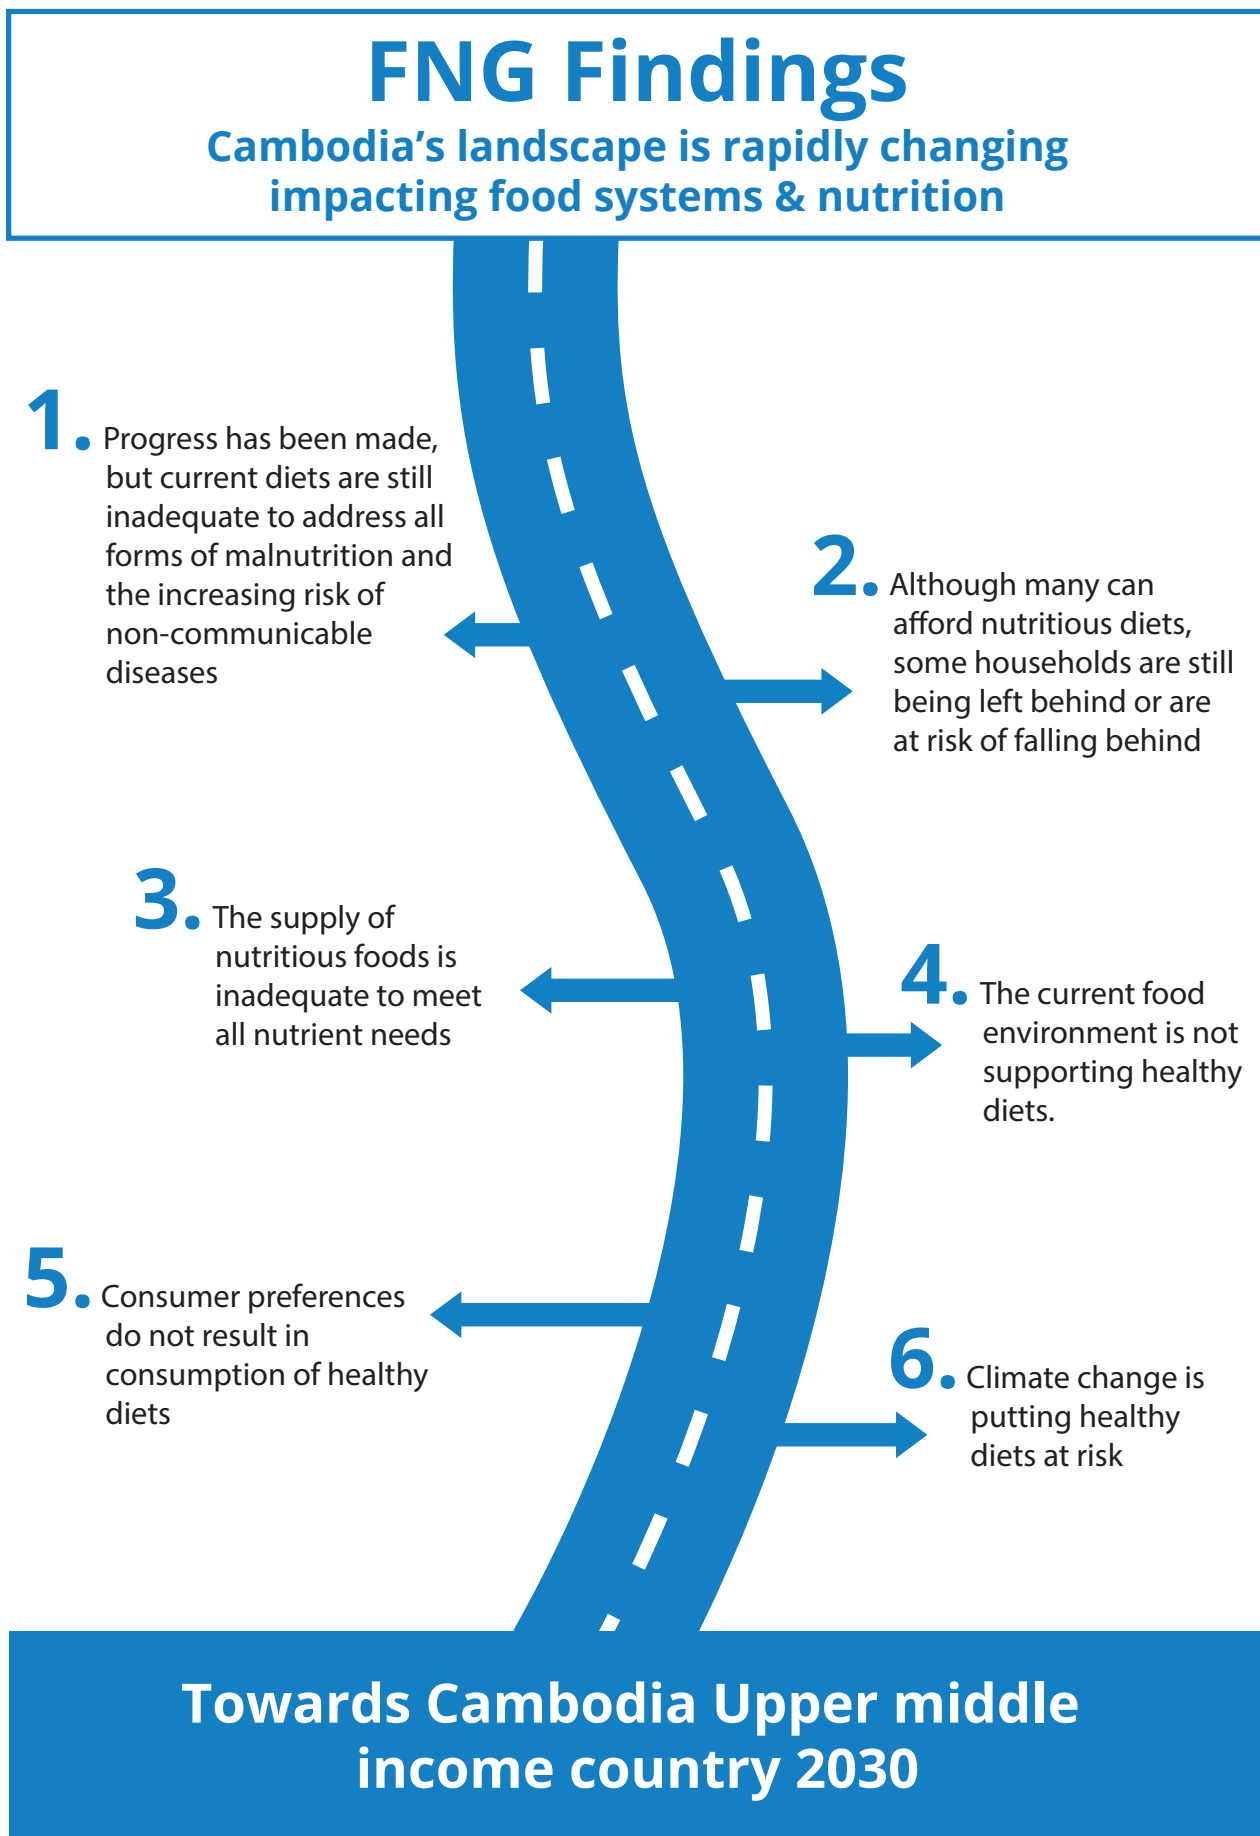 FNG Findings
Cambodia’s landscape is rapidly changing
impacting food systems & nutrition
1. Progress has been made,
but current diets are still
inadequate to address all
forms of malnutrition and
the increasing risk of
non-communicable
diseases
2. Although many can
afford nutritious diets,
some households are still
being left behind or are
at risk of falling behind
3. The supply of
nutritious foods is
inadequate to meet
all nutrient needs
4. The current food
environment is not
supporting healthy
diets.
5. Consumer preferences
do not result in
consumption of healthy
diets
6. Climate change is
putting healthy
diets at risk
Towards Cambodia Upper middle
income country 2030